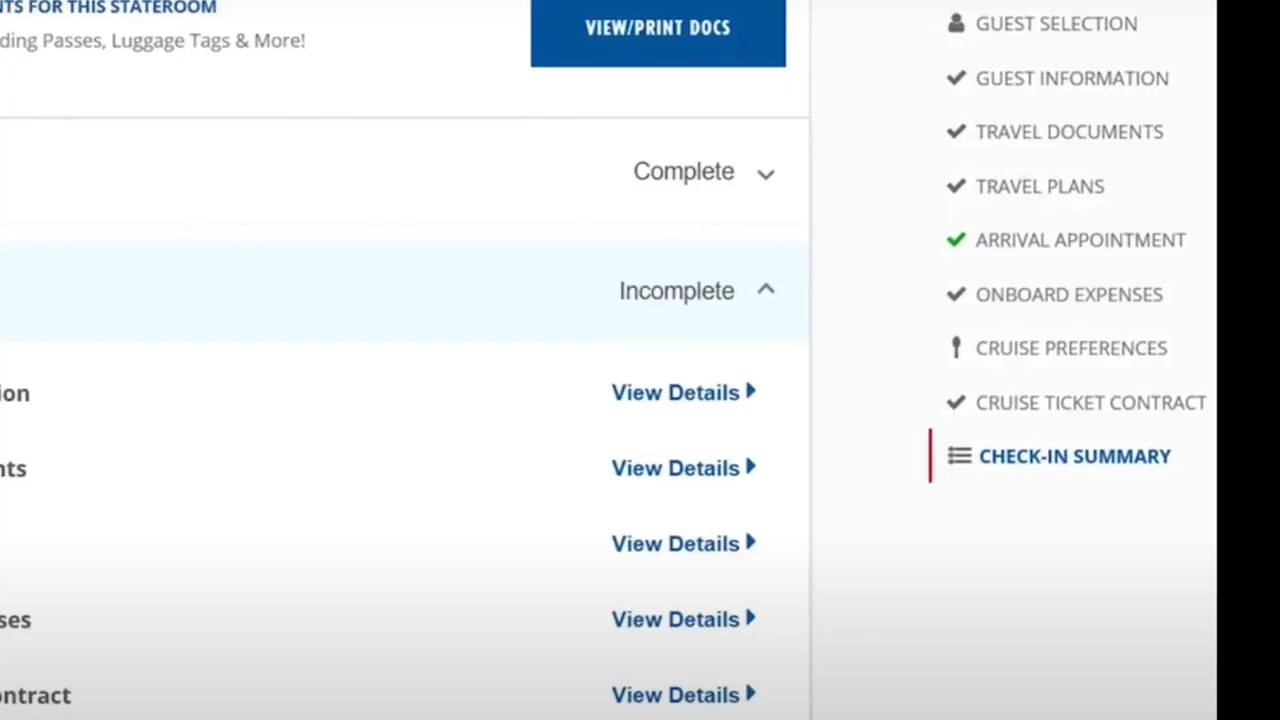 NTS FOR THIS STATEROOM
ding Passes, Luggage Tags & More!
VIEW/PRINT DOCS
Complete
Incomplete
ion
View Details
nts
View Details
View Details
ses
View Details
ontract
View Details
GUEST SELECTION
GUEST INFORMATION
TRAVEL DOCUMENTS
TRAVEL PLANS
ARRIVAL APPOINTMENT
ONBOARD EXPENSES
CRUISE PREFERENCES
CRUISE TICKET CONTRACT
CHECK-IN SUMMARY